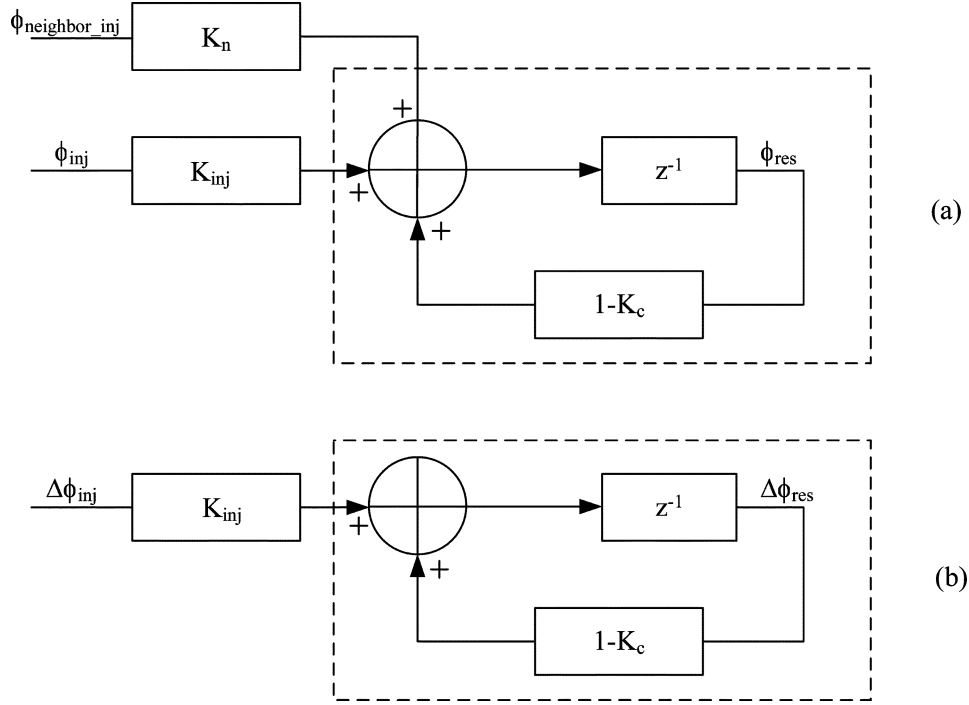 ϕneighbor_inj
Kn
+
ϕinj
Kinj
+
z-1
ϕres
+
(a)
1-Kc
Δϕinj
Kinj
+
z-1
Δϕres
+
(b)
1-Kc